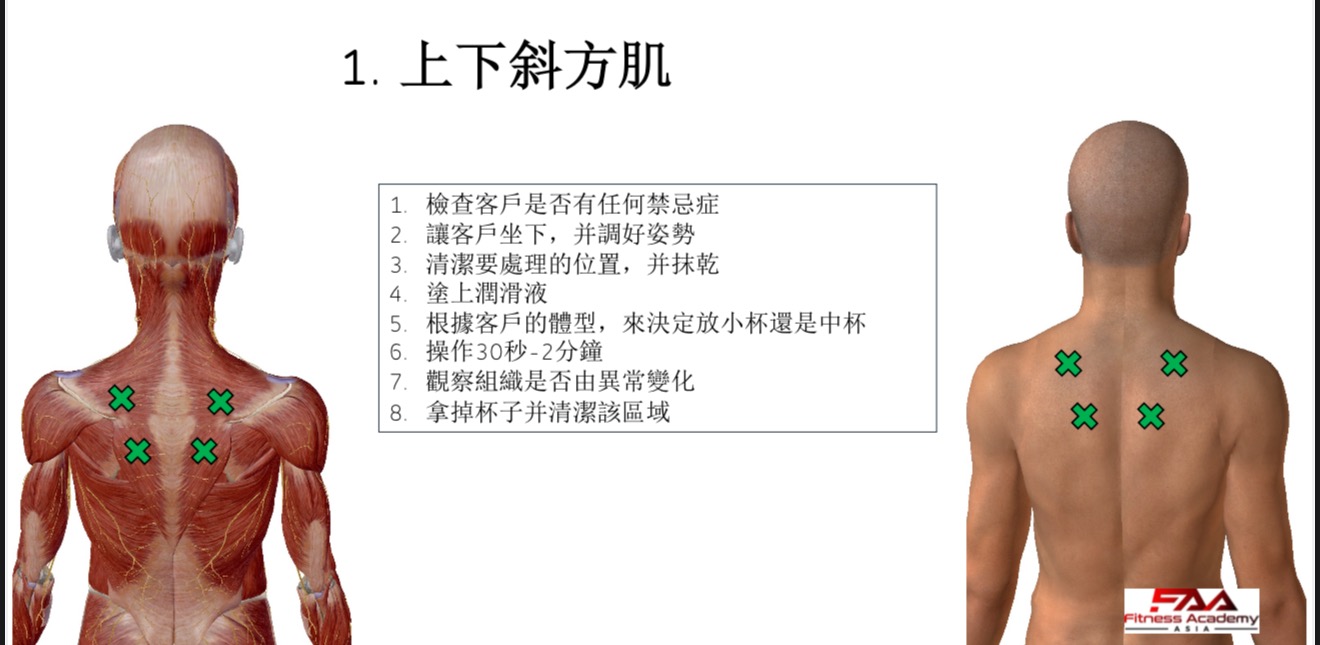 1. 上下斜方肌
1. 檢查客戶是否有任何禁忌症
2. 讓客戶坐下，并調好姿勢
3. 清潔要處理的位置，并抹乾
4. 塗上潤滑液
5. 根據客戶的體型，來決定放小杯還是中杯
6. 操作30秒-2分鐘
7. 觀察組織是否由異常變化
8. 拿掉杯子并清潔該區域
FAA
Fitness Academy
ASIA